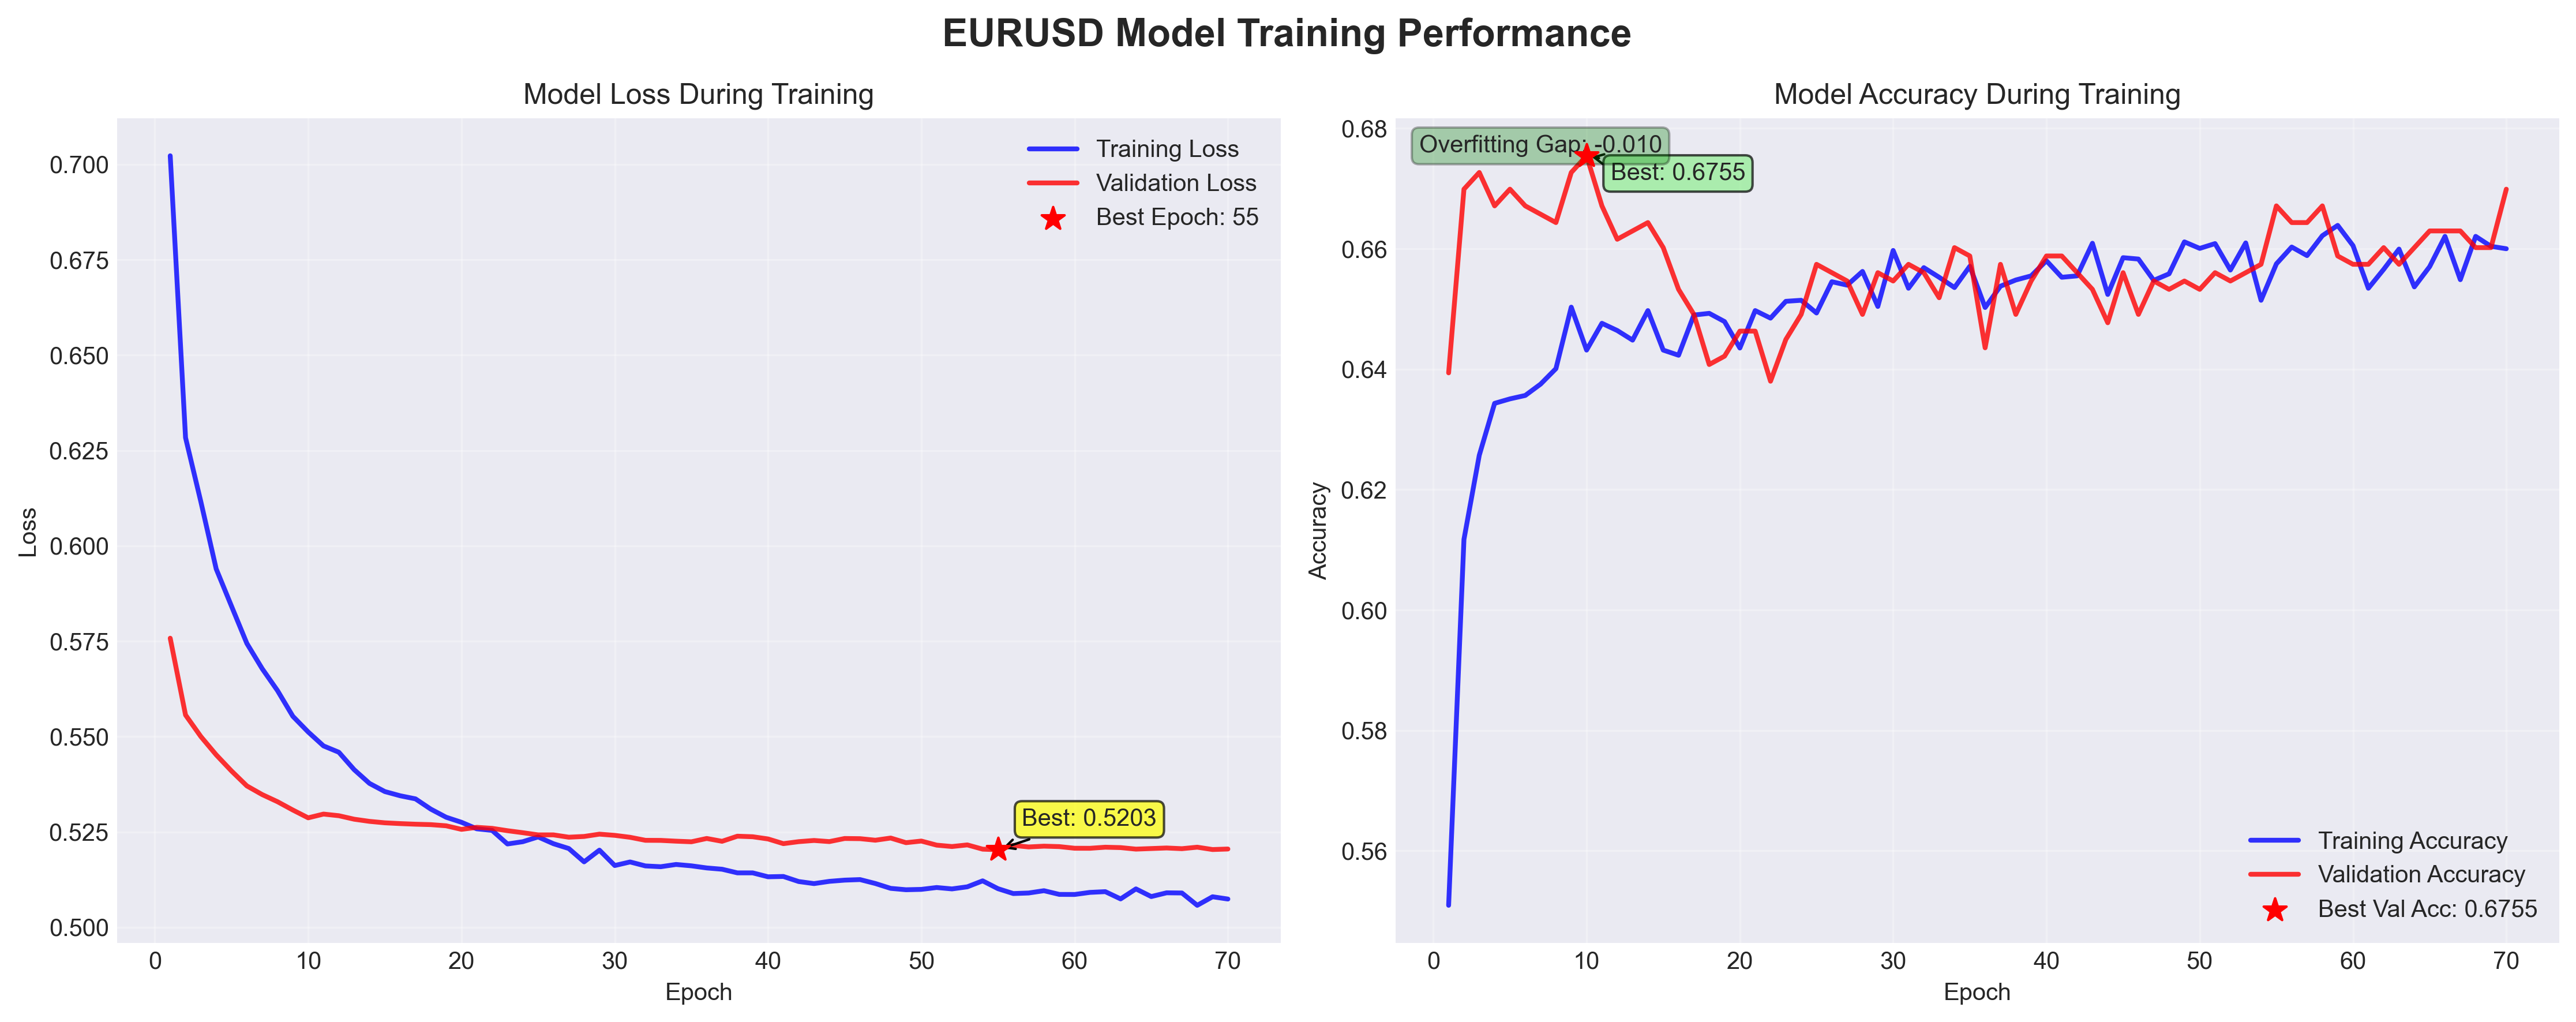 EURUSD Model Training Performance
Model Loss During Training
Training Loss
Validation Loss
Best Epoch: 55
Best: 0.5203
0.700
0.675
0.650
0.625
0.600
0.575
0.550
0.525
0.500
Loss
0 10 20 30 40 50 60 70
Epoch
Model Accuracy During Training
Overfitting Gap: -0.010
Best: 0.6755
0.68
0.66
0.64
0.62
0.60
0.58
0.56
Accuracy
Training Accuracy
Validation Accuracy
Best Val Acc: 0.6755
0 10 20 30 40 50 60 70
Epoch